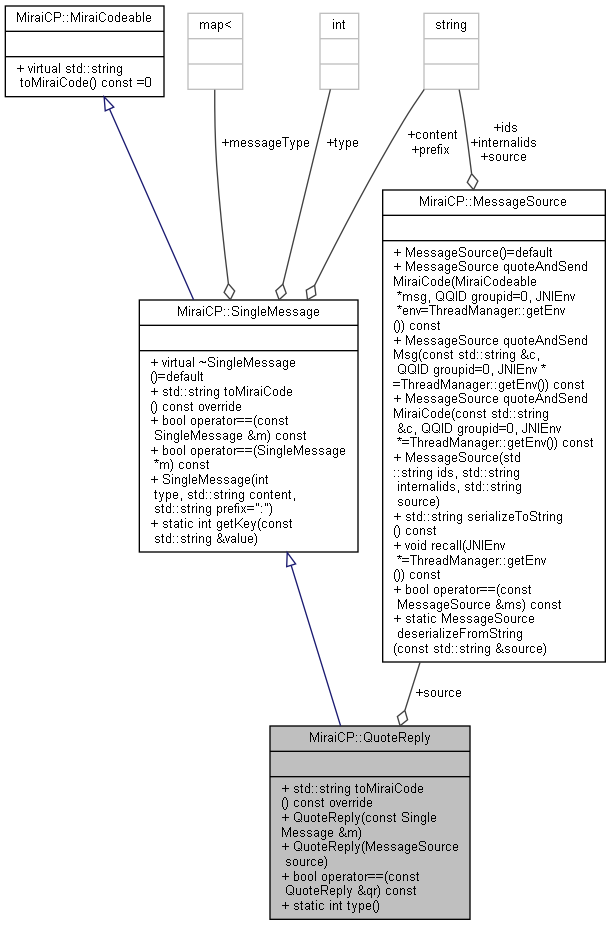 MiraiCP::MiraiCodeable
+ virtual std::string
toMiraiCode() const =0
map<
int
string
+messageType
+type
+content
+prefix
+ids
+internalids
+source
MiraiCP::MessageSource
+ MessageSource()=default
+ MessageSource quoteAndSend
MiraiCode(MiraiCodeable
*msg, QQID groupid=0, JNIEnv
*env=ThreadManager::getEnv
()) const
+ MessageSource quoteAndSend
Msg(const std::string &c,
QQID groupid=0, JNIEnv *
=ThreadManager::getEnv()) const
+ MessageSource quoteAndSend
MiraiCode(const std::string
&c, QQID groupid=0, JNIEnv
*=ThreadManager::getEnv()) const
+ MessageSource(std
::string ids, std::string
internalids, std::string
source)
+ std::string serializeToString
() const
+ void recall(JNIEnv
*=ThreadManager::getEnv
()) const
+ bool operator==(const
MessageSource &ms) const
+ static MessageSource
deserializeFromString
(const std::string &source)
MiraiCP::SingleMessage
+ virtual ~SingleMessage
()=default
+ std::string toMiraiCode
() const override
+ bool operator==(const
SingleMessage &m) const
+ bool operator==(SingleMessage
*m) const
+ SingleMessage(int
type, std::string content,
std::string prefix=":")
+ static int getKey(const
std::string &value)
+source
MiraiCP::QuoteReply
+ std::string toMiraiCode
() const override
+ QuoteReply(const Single
Message &m)
+ QuoteReply(MessageSource
source)
+ bool operator==(const
QuoteReply &qr) const
+ static int type()